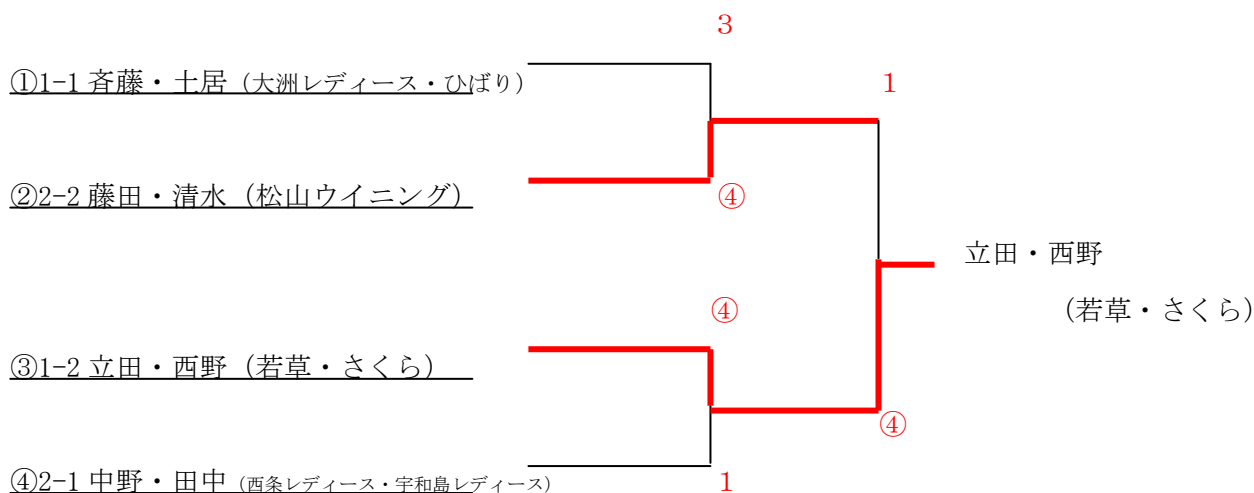 3
①1-1 斉藤・土居（大洲レディース・ひばり）
1
②2-2 藤田・清水（松山ウイニング）
④
立田・西野
（若草・さくら）
④
③1-2 立田・西野（若草・さくら）
④
④2-1 中野・田中（西条レディース・宇和島レディース）
1